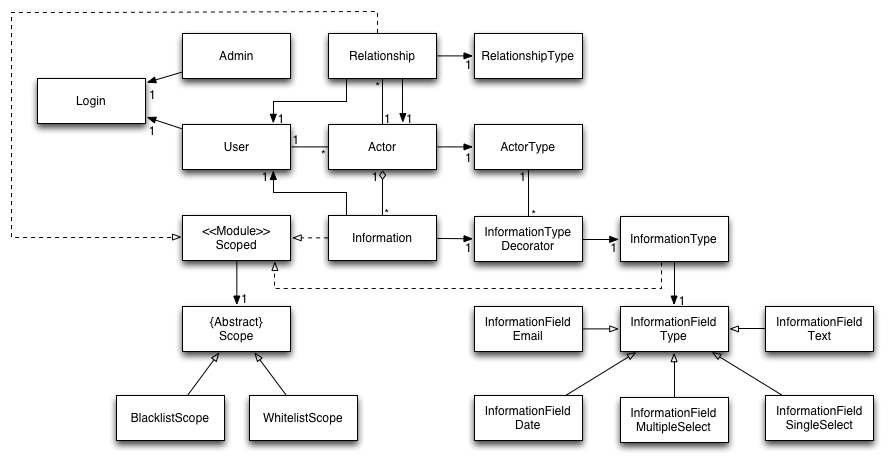 Admin
Relationship
RelationshipType
*
1
Login
1
1
1
1
1
User
1
*
Actor
1
ActorType
1
1
1
*
*
<<Module>>
Scoped
Information
1
InformationType
Decorator
1
InformationType
1
1
{Abstract}
Scope
InformationField
Email
InformationField
Type
InformationField
Text
BlacklistScope
WhitelistScope
InformationField
Date
InformationField
MultipleSelect
InformationField
SingleSelect